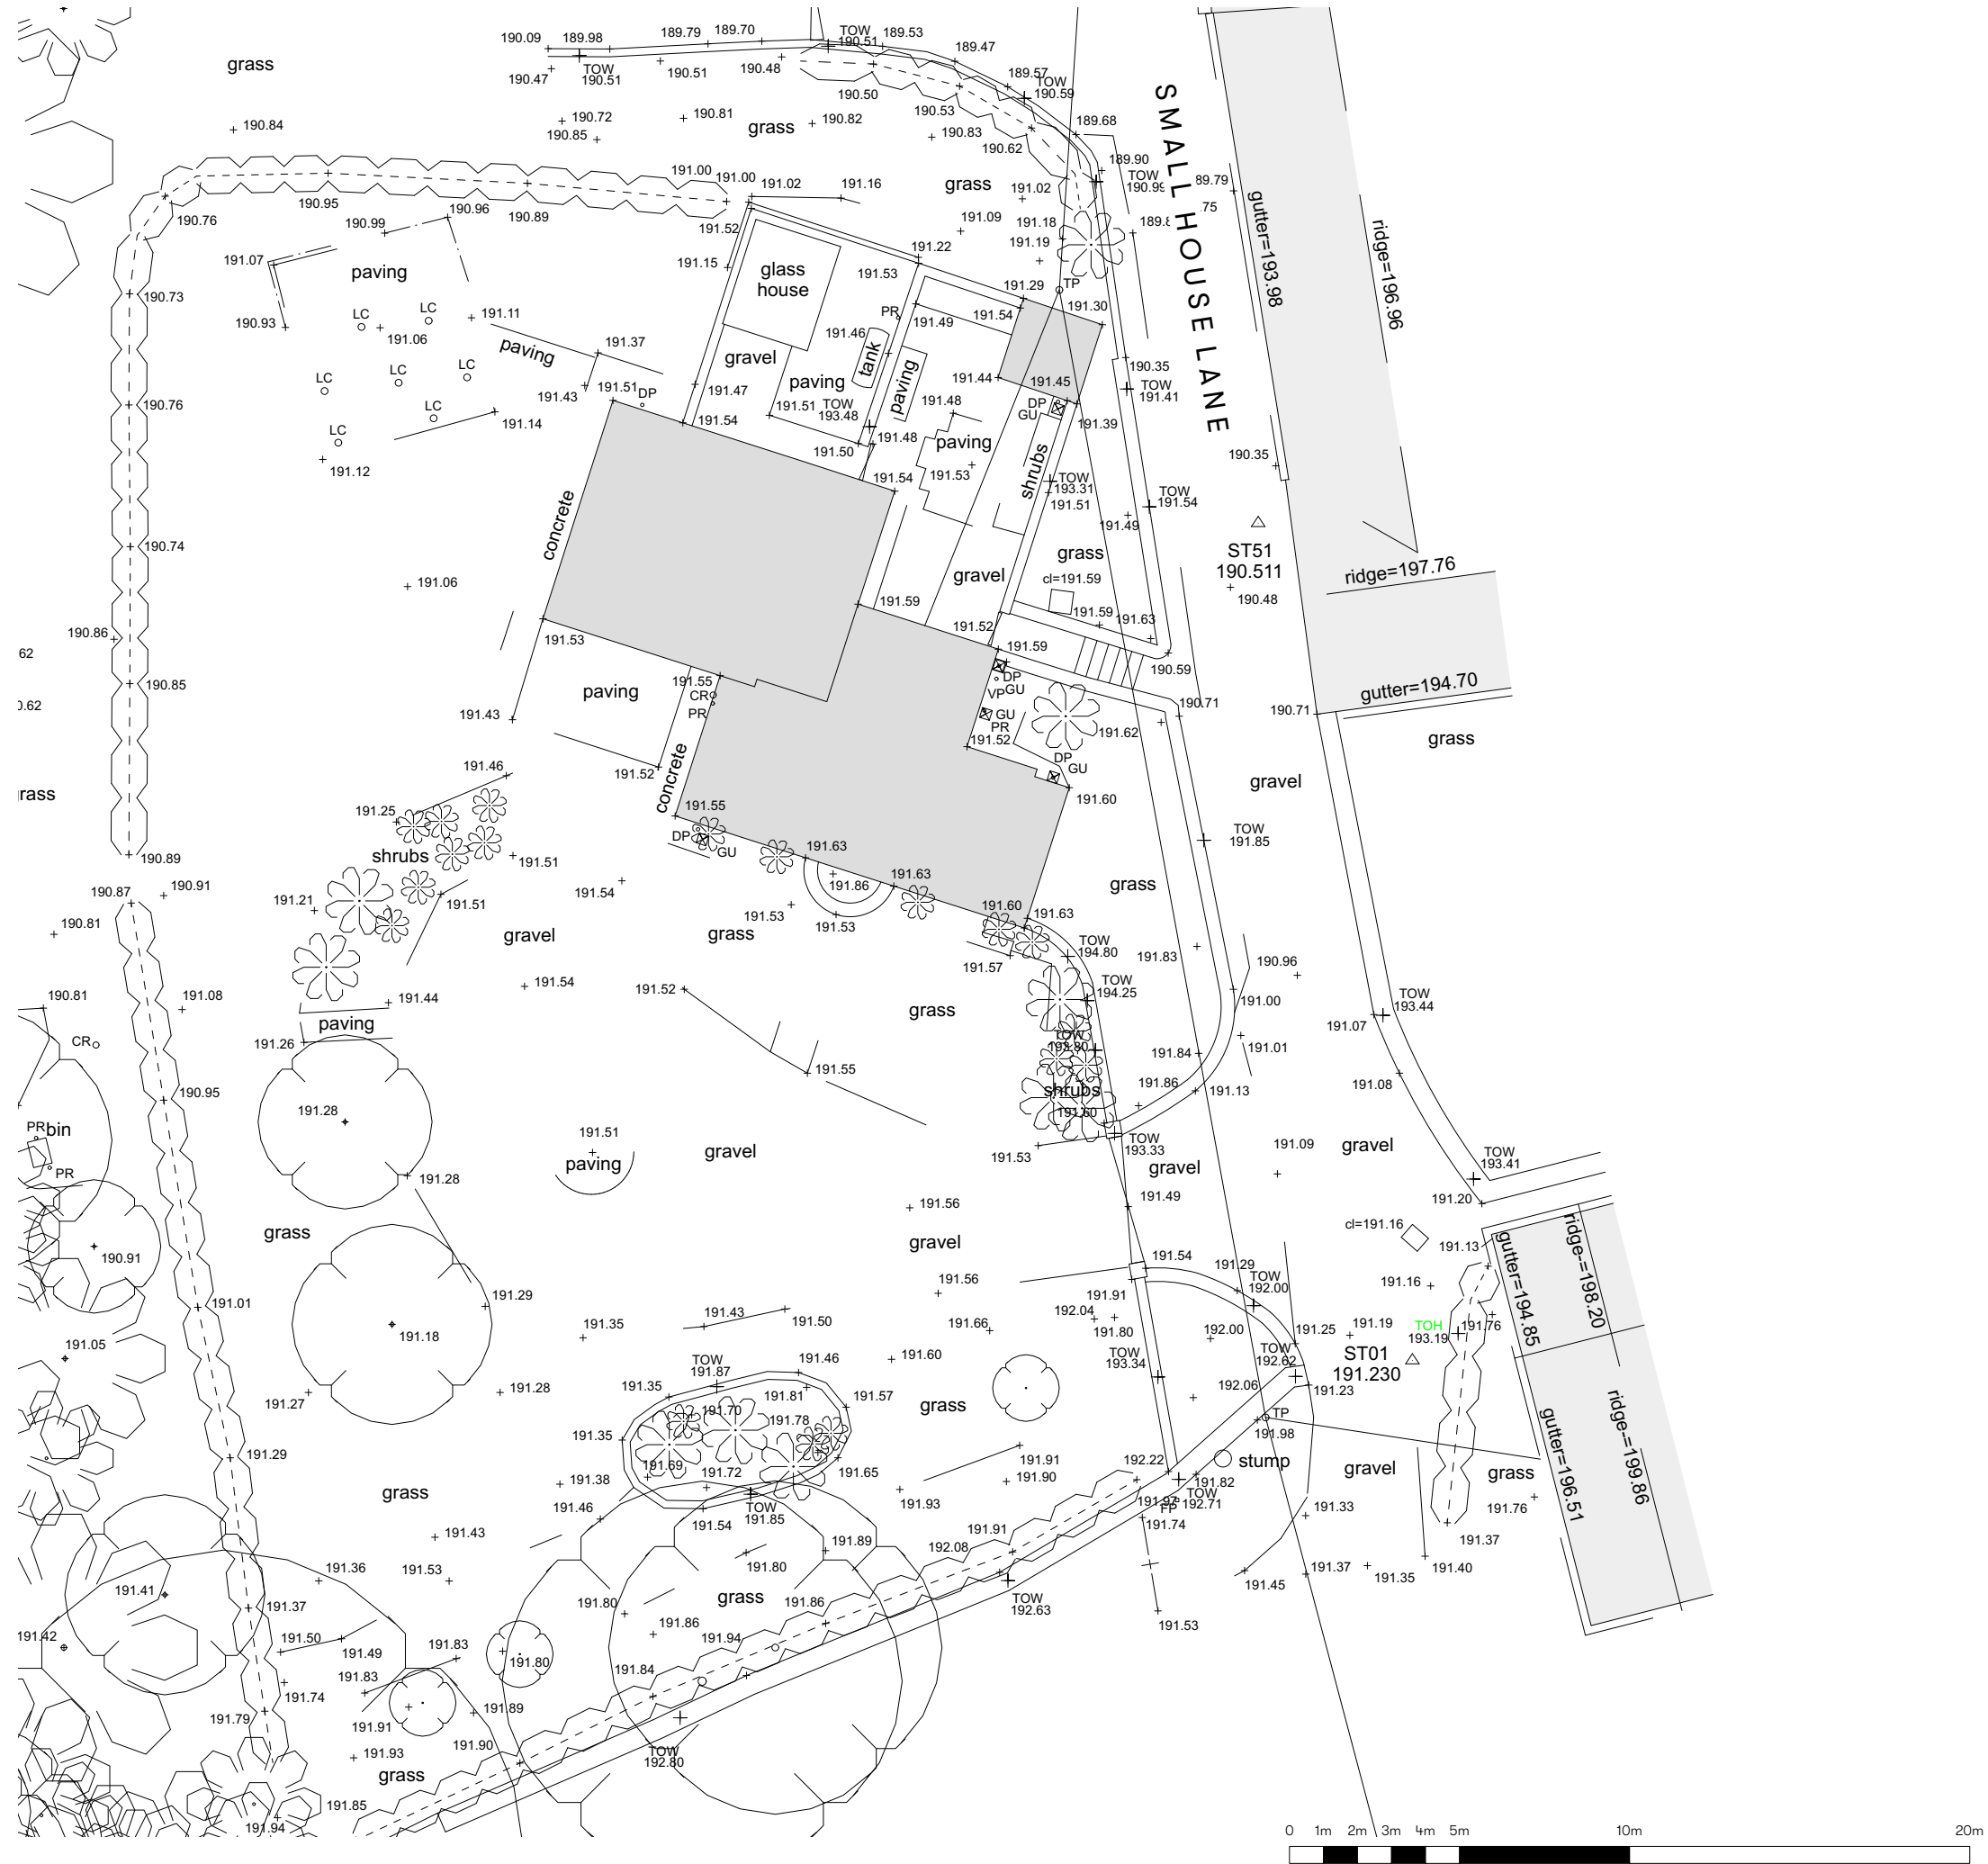 190.09
189.98
189.79
189.70
TOW
190.51
189.53
189.47
190.47
TOW
190.51
190.51
190.48
190.50
189.57
TOW
190.59
grass
190.84
190.72
190.85
190.81
190.82
grass
190.53
190.83
190.62
189.68
189.90
TOW
SMALL HOUSE LANE
191.00
191.00
191.02
191.16
grass
191.02
190.95
190.76
190.99
190.96
190.89
191.52
191.09
191.18
191.19
gutter=193.98
ridge=196.96
191.07
paving
191.15
glass
house
191.22
191.53
191.29
TP
191.30
190.73
190.93
LC
LC
191.06
191.11
paving
191.37
PR
191.46
191.49
191.54
gravel
tank
paving
190.35
TOW
191.41
LC
LC
LC
190.76
191.43
191.51
DP
191.47
paving
191.51
TOW
193.48
191.44
191.45
191.48
DP
GU
LC
LC
191.14
191.54
191.50
191.48
paving
191.39
190.35
191.12
191.54
191.53
shrubs
TOW
193.31
191.51
TOW
191.54
191.49
concrete
190.74
ST51
190.511
grass
190.48
ridge=197.76
191.06
gravel
cl=191.59
191.59
191.59
191.63
190.86
191.53
191.52
191.59
190.59
62
190.85
paving
191.55
CR
PR
DP
VP
GU
GU
PR
gutter=194.70
190.71
190.71
191.43
191.52
191.62
grass
191.46
191.52
concrete
DP
GU
gravel
rass
191.25
191.55
191.60
shrubs
DP
GU
191.63
TOW
191.85
190.89
191.51
191.86
191.63
grass
190.87
190.91
191.21
191.51
191.54
191.53
191.53
191.60
191.63
190.81
gravel
grass
TOW
194.80
191.83
190.96
191.57
190.81
191.08
191.44
191.54
191.52
TOW
194.25
191.00
TOW
193.44
grass
paving
191.26
CR
191.07
191.84
191.01
191.55
191.08
190.95
191.28
shrubs
191.86
191.13
191.60
PR
bin
PR
191.51
paving
gravel
191.53
TOW
193.33
gravel
191.09
gravel
TOW
193.41
191.28
191.49
191.20
191.56
grass
190.91
gravel
cl=191.16
191.13
ridge=198.20
191.54
191.29
TOW
192.00
191.16
gutter=194.85
191.01
191.29
191.56
191.91
192.04
191.80
191.43
191.50
191.35
191.66
192.00
191.25
191.19
TOH
193.19
191.76
191.18
191.05
ST01
191.230
TOW
191.87
191.46
191.60
TOW
193.34
TOW
192.62
191.27
191.28
191.35
191.81
191.57
192.06
191.23
grass
191.70
191.78
TP
191.98
ridge=199.86
gutter=196.51
191.35
191.29
191.69
191.72
191.65
191.91
192.22
stump
gravel
grass
191.38
191.90
191.82
grass
191.46
191.93
TOW
192.71
FP
191.74
191.76
191.33
191.54
TOW
191.85
191.43
191.91
191.89
191.37
191.36
191.53
191.80
192.08
191.37
191.35
191.40
191.41
grass
191.45
191.37
191.80
191.86
TOW
192.63
191.86
191.53
191.42
191.50
191.49
191.83
191.94
191.83
191.80
191.84
191.74
191.79
191.91
191.89
191.90
191.93
TOW
192.80
grass
191.85
191.94
0 1m 2m 3m 4m 5m 10m 20m